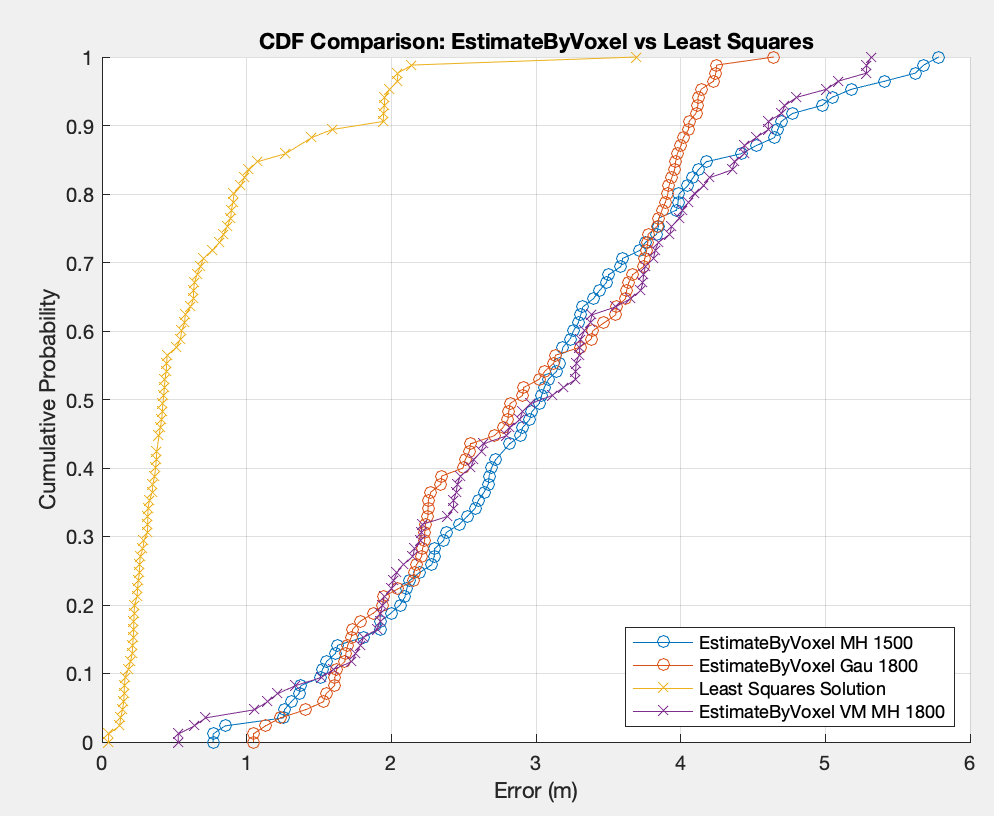 CDF Comparison: EstimateByVoxel vs Least Squares
1
0.9
0.8
0.7
0.6
0.5
0.4
0.3
0.2
0.1
0
Cumulative Probability
EstimateByVoxel MH 1500
EstimateByVoxel Gau 1800
Least Squares Solution
EstimateByVoxel VM MH 1800
0 1 2 3 4 5 6
Error (m)